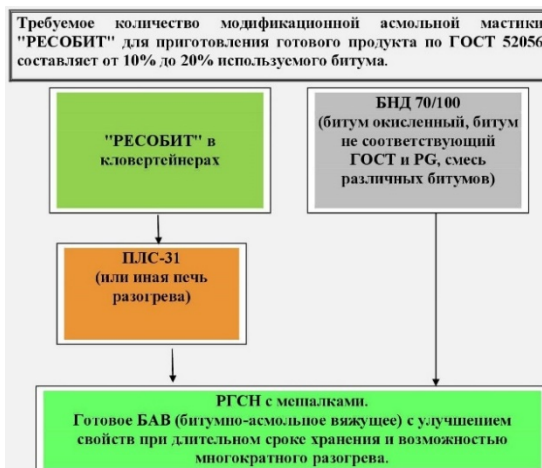 Требуемое количество модификационной асмольной мастики
"РЕСОБИТ" для приготовления готового продукта по ГОСТ 52056
составляет от 10% до 20% используемого битума.
"РЕСОБИТ" в
кловертейнерах
БНД 70/100
(битум окисленный, битум
не соответствующий
ГОСТ и PG, смесь
различных битумов)
ПЛС-31
(или иная печь
разогрева)
РГСН с мешалками.
Готовое БАВ (битумно-асмольное вяжущее) с улучшением
свойств при длительном сроке хранения и возможностью
многократного разогрева.